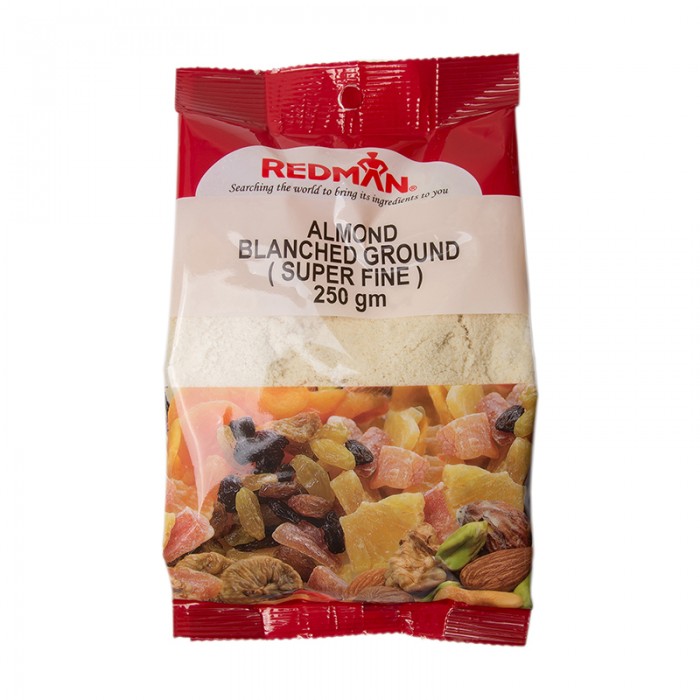 REDMAN®
Searching the world to bring its ingredients to you
ALMOND
BLANCHED GROUND
( SUPER FINE )
250 gm